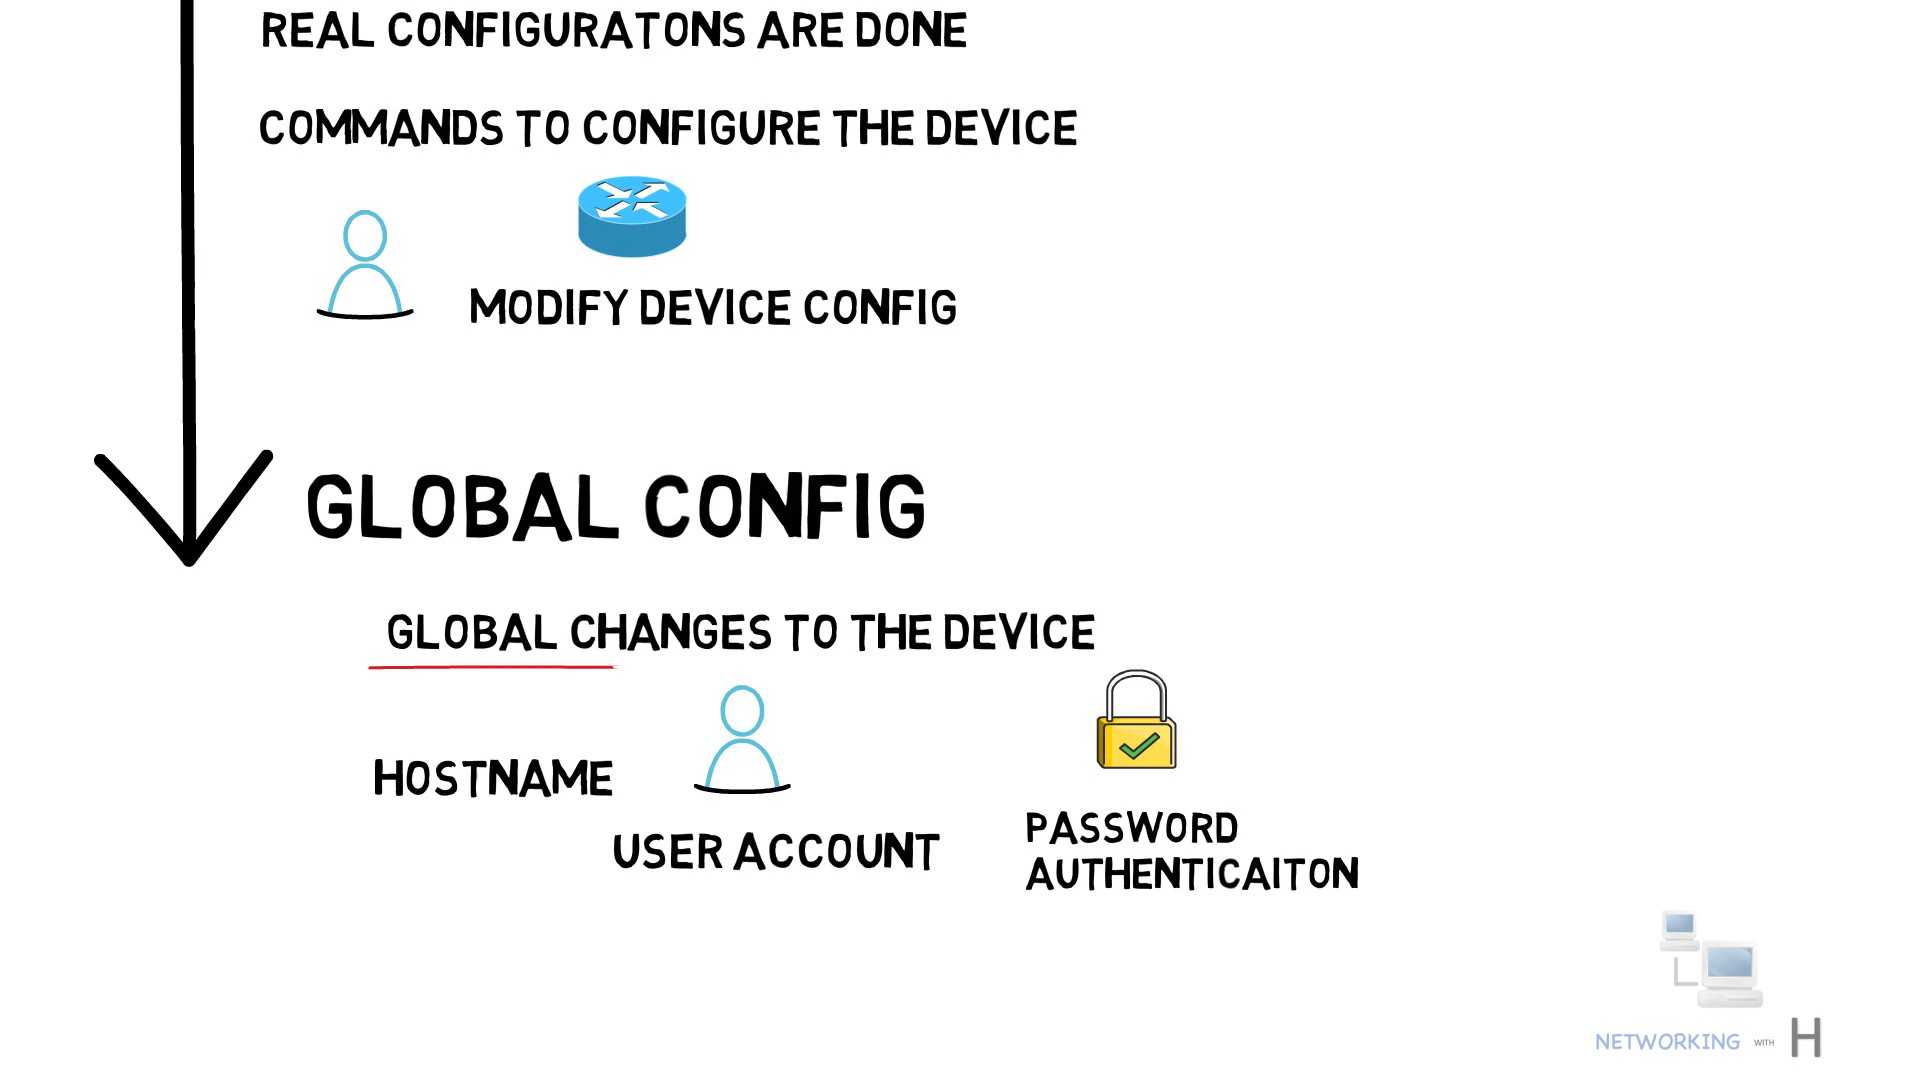 REAL CONFIGURATONS ARE DONE
COMMANDS TO CONFIGURE THE DEVICE
MODIFY DEVICE CONFIG
GLOBAL CONFIG
GLOBAL CHANGES TO THE DEVICE
HOSTNAME
USER ACCOUNT
PASSWORD
AUTHENTICAITON
NETWORKING WITH H